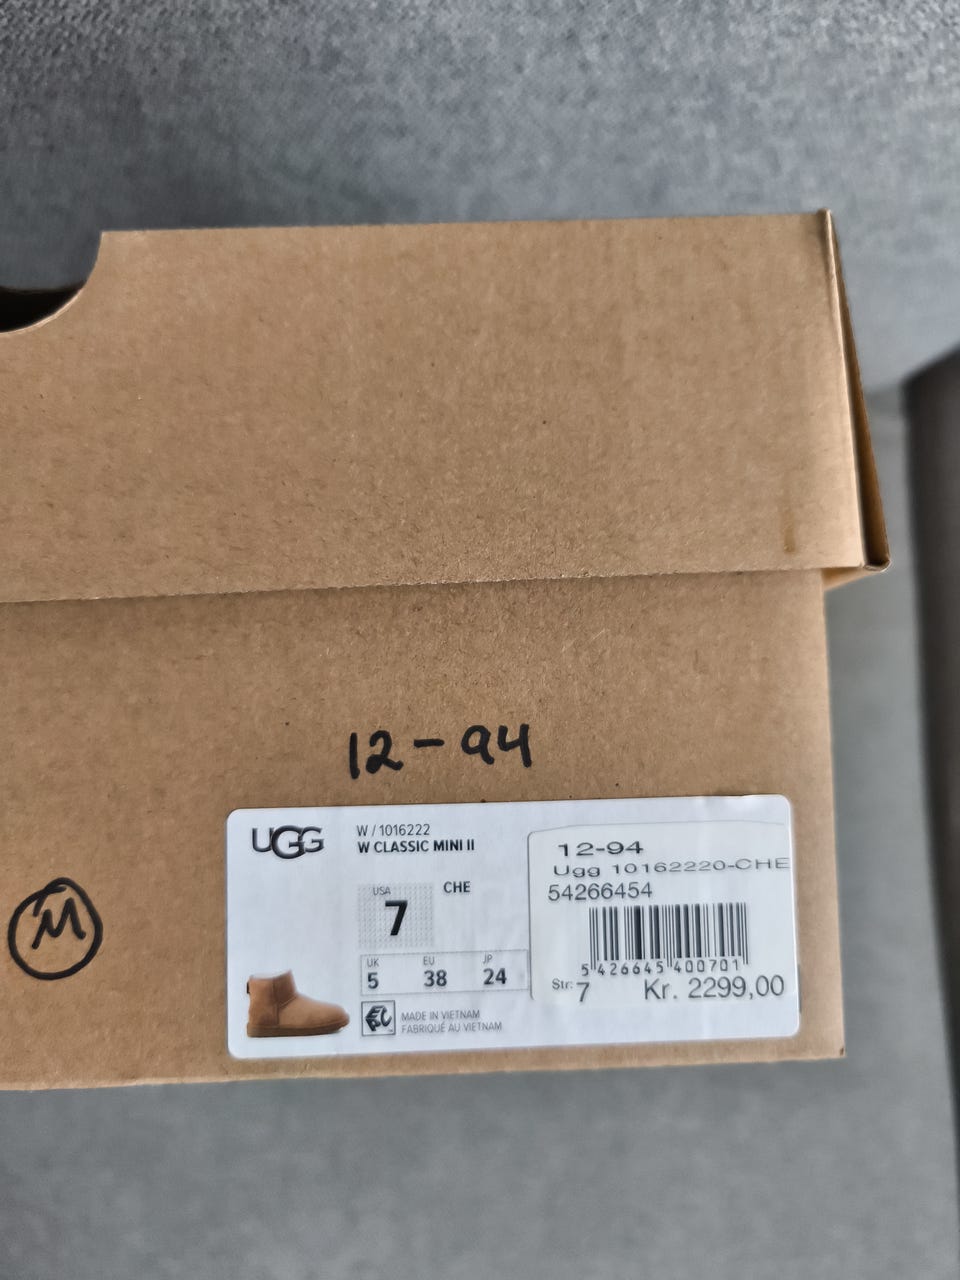 12-94
M
UGG
W / 1016222
W CLASSIC MINI II
USA
7
CHE
UK
5
EU
38
JP
24
EPC
MADE IN VIETNAM
FABRIQUÉ AU VIETNAM
12-94
Ugg 10162220-CHE
54266454
5 426645 400701
Str: 7 Kr. 2299,00